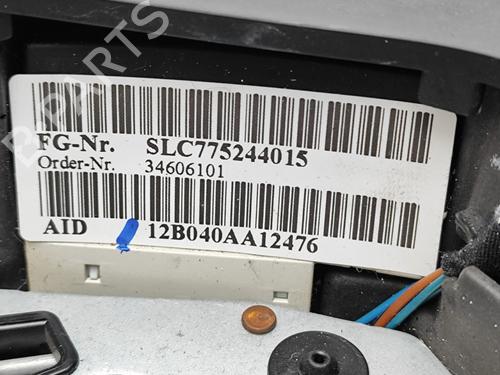 FG-Nr. SLC775244015
Order-Nr. 34606101
AID 12B040AA12476